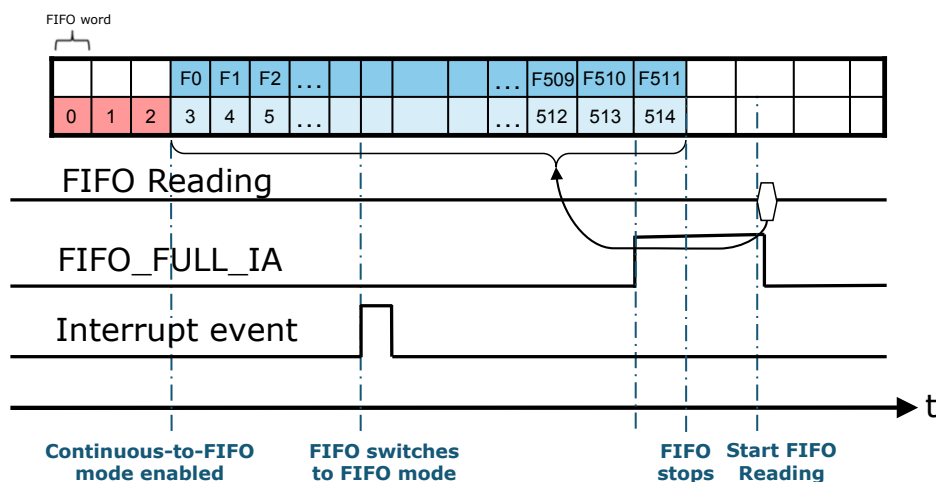 FIFO word
F0 F1 F2 ... ... F509 F510 F511
0 1 2 3 4 5 ... ... 512 513 514
FIFO Reading
FIFO_FULL_IA
Interrupt event
t
Continuous-to-FIFO
mode enabled
FIFO switches
to FIFO mode
FIFO
stops
Start FIFO
Reading